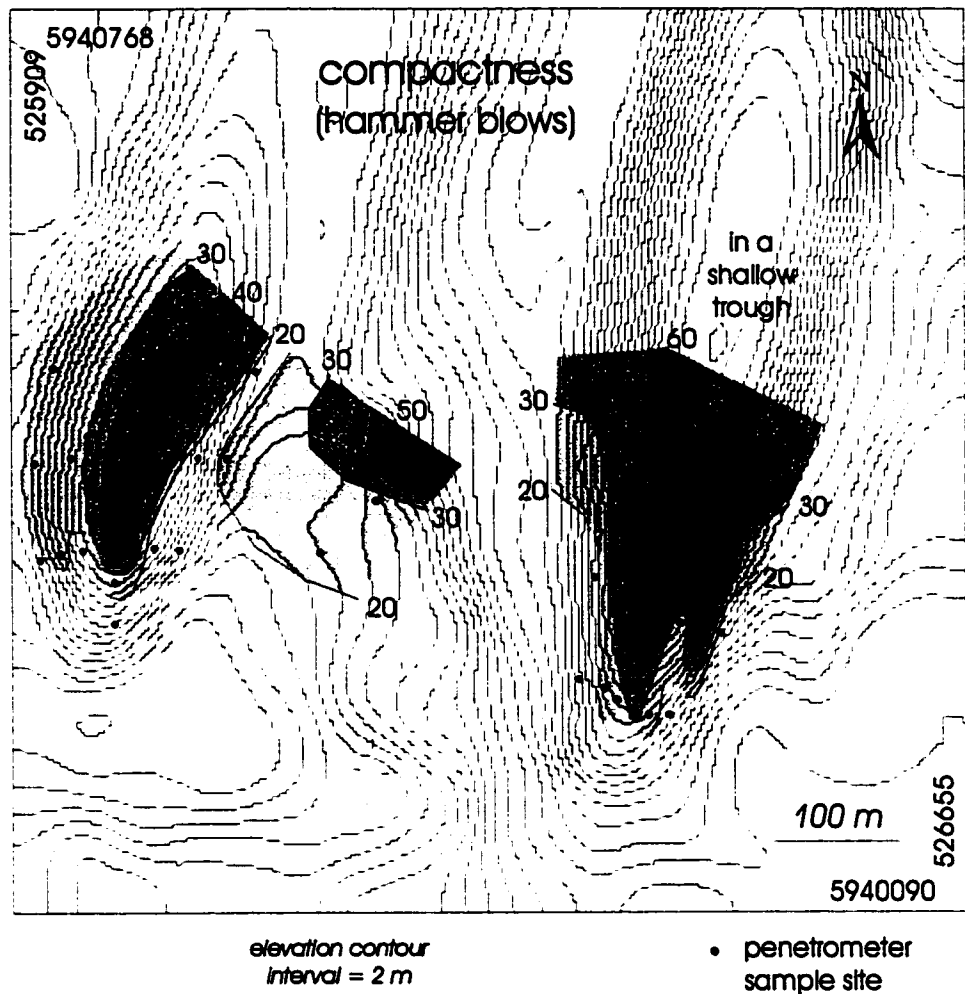 5940768
525909
compactness
(hammer blows)
N
in a
shallow
trough
30
40
20
30
50
30
20
60
30
20
30
20
100 m
526655
5940090
elevation contour
interval = 2 m
penetrometer
sample site